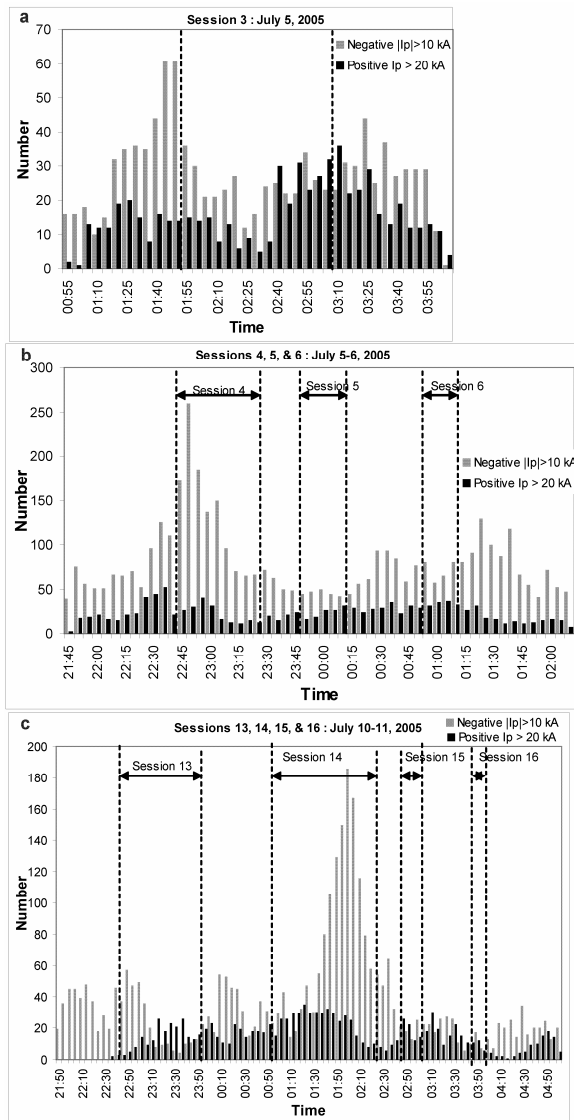 a
Session 3 : July 5, 2005
Negative |Ip|>10 kA
Positive Ip > 20 kA
Number
70
60
50
40
30
20
10
0
00:55 01:10 01:25 01:40 01:55 02:10 02:25 02:40 02:55 03:10 03:25 03:40 03:55
Time
b
Sessions 4, 5, & 6 : July 5-6, 2005
Session 4 Session 5 Session 6
Negative |Ip|>10 kA
Positive Ip > 20 kA
Number
300
250
200
150
100
50
0
21:45 22:00 22:15 22:30 22:45 23:00 23:15 23:30 23:45 00:00 00:15 00:30 00:45 01:00 01:15 01:30 01:45 02:00
Time
c
Sessions 13, 14, 15, & 16 : July 10-11, 2005
Negative |Ip|>10 kA
Positive Ip > 20 kA
Session 13 Session 14 Session 15 Session 16
Number
200
180
160
140
120
100
80
60
40
20
0
21:50 22:10 22:30 22:50 23:10 23:30 23:50 00:10 00:30 00:50 01:10 01:30 01:50 02:10 02:30 02:50 03:10 03:30 03:50 04:10 04:30 04:50
Time